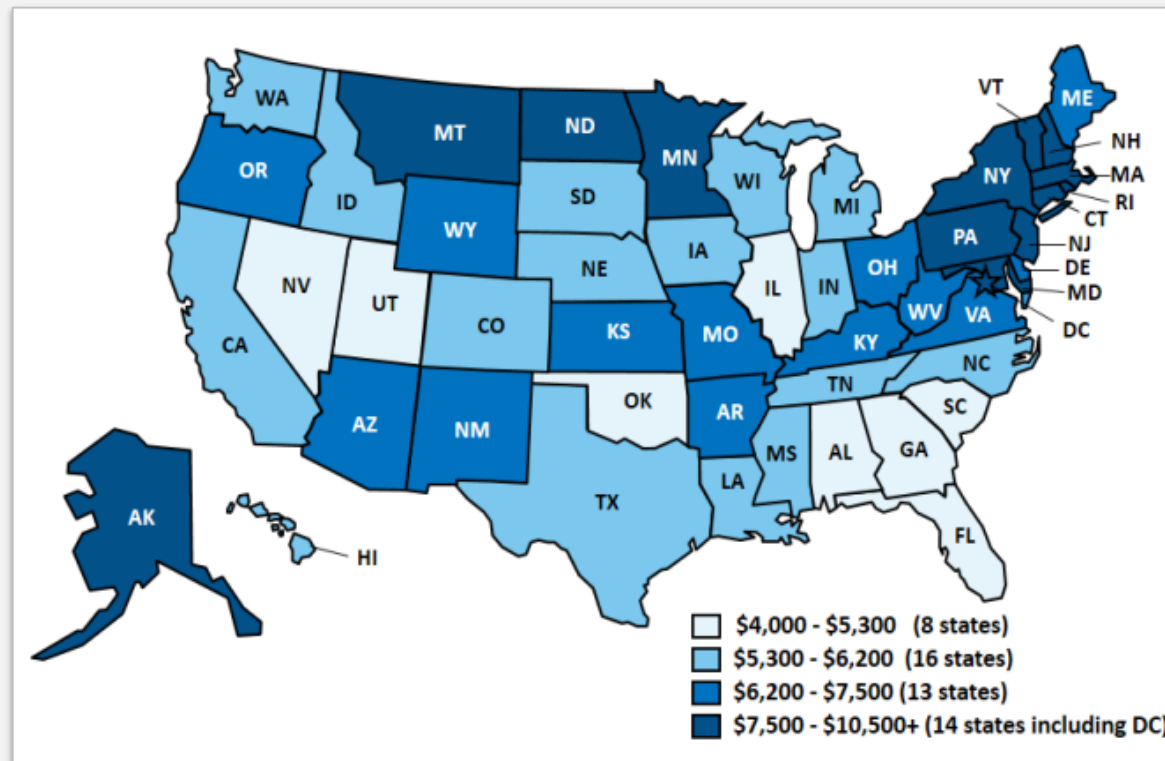 WA
MT
ND
MN
VT
ME
NH
MA
RI
CT
NY
OR
ID
SD
WI
MI
WY
PA
NJ
DE
MD
DC
IA
NE
NV
UT
IL
IN
OH
WV
VA
CA
CO
KS
MO
KY
NC
TN
AZ
NM
OK
AR
SC
MS
AL
GA
LA
TX
AK
FL
HI
$4,000 - $5,300 (8 states)
$5,300 - $6,200 (16 states)
$6,200 - $7,500 (13 states)
$7,500 - $10,500+ (14 states including DC)